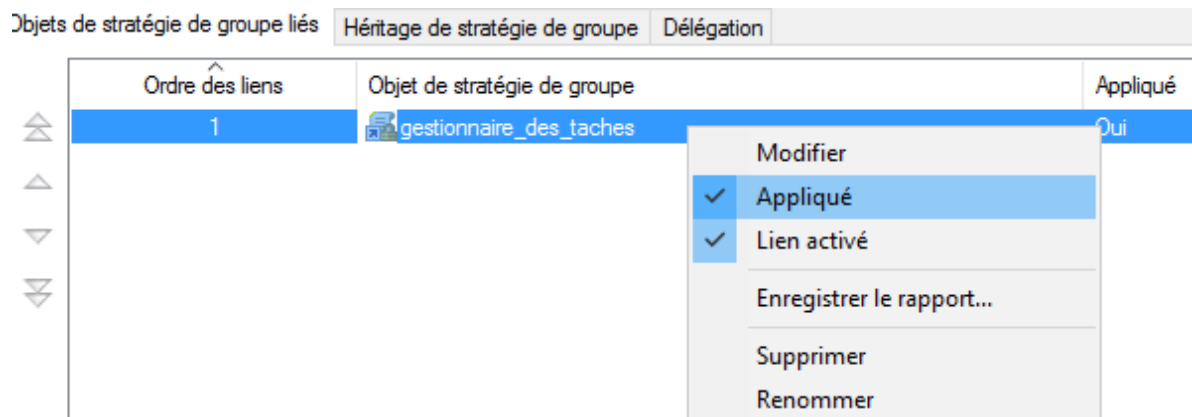 Objets de stratégie de groupe liés Héritage de stratégie de groupe Délégation
Ordre des liens Objet de stratégie de groupe Appliqué
1 gestionnaire_des_taches Oui
Modifier
Appliqué
Lien activé
Enregistrer le rapport...
Supprimer
Renommer